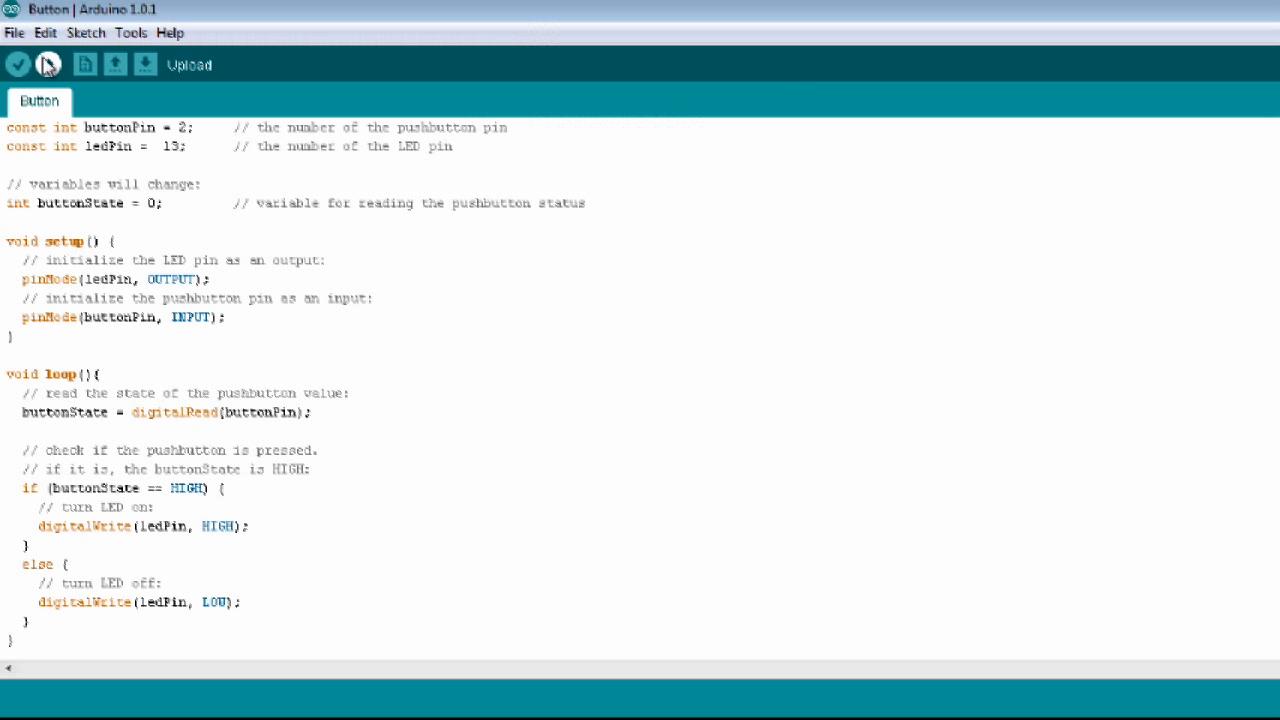 Button | Arduino 1.0.1
File Edit Sketch Tools Help
Upload
Button
const int buttonPin = 2;     // the number of the pushbutton pin
const int ledPin =  13;      // the number of the LED pin
// variables will change:
int buttonState = 0;         // variable for reading the pushbutton status
void setup() {
  // initialize the LED pin as an output:
  pinMode(ledPin, OUTPUT);
  // initialize the pushbutton pin as an input:
  pinMode(buttonPin, INPUT);
}
void loop(){
  // read the state of the pushbutton value:
  buttonState = digitalRead(buttonPin);
  // check if the pushbutton is pressed.
  // if it is, the buttonState is HIGH:
  if (buttonState == HIGH) {
    // turn LED on:
    digitalWrite(ledPin, HIGH);
  }
  else {
    // turn LED off:
    digitalWrite(ledPin, LOW);
  }
}